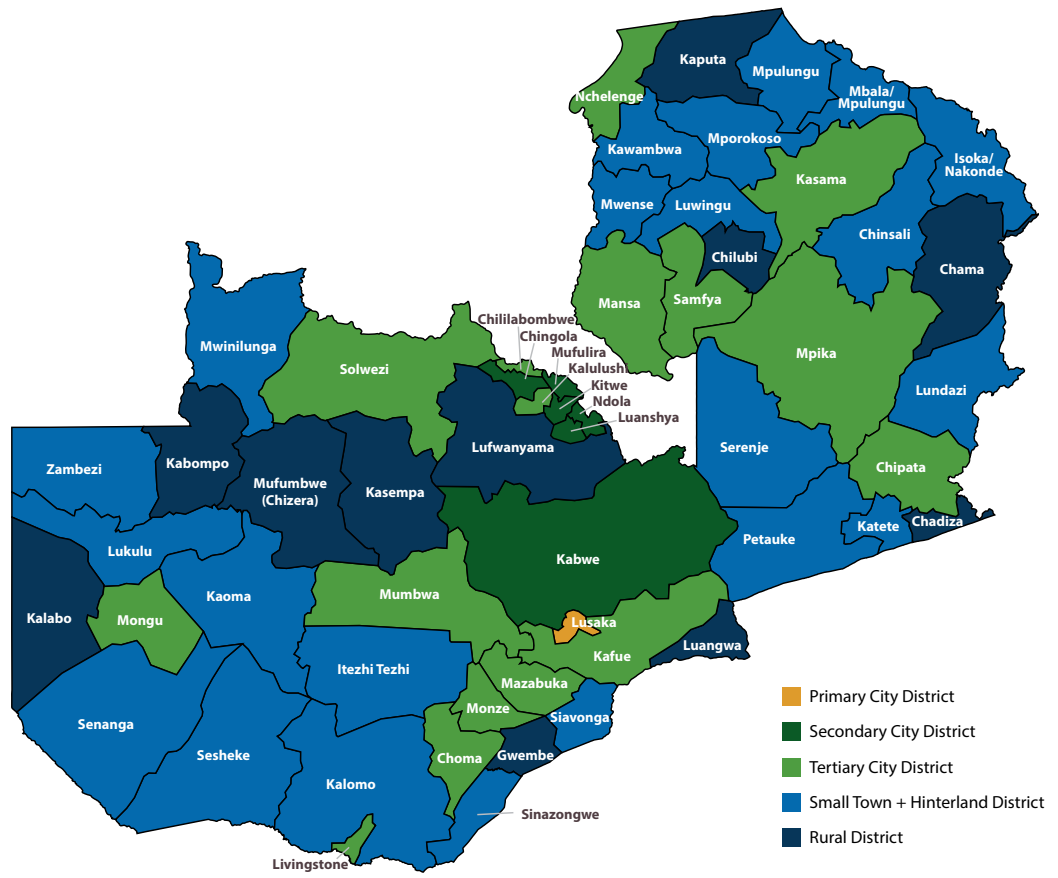 Kaputa
Mpulungu
Mbala/
Mpulungu
Nchelenge
Mporokoso
Kawambwa
Isoka/
Nakonde
Kasama
Mwense
Luwingu
Chinsali
Chilubi
Chama
Mansa
Samfya
Chililabombwe
Chingola
Mwinilunga
Mufulira
Mpika
Solwezi
Kalulushi
Kitwe
Lundazi
Ndola
Luanshya
Lufwanyama
Serenje
Zambezi
Kabompo
Chipata
Mufumbwe
(Chizera)
Kasempa
Chadiza
Katete
Petauke
Lukulu
Kabwe
Kaoma
Mumbwa
Kalabo
Mongu
Lusaka
Luangwa
Kafue
Itezhi Tezhi
Mazabuka
Monze
Siavonga
Senanga
Sesheke
Gwembe
Choma
Kalomo
Sinazongwe
Livingstone
Primary City District
Secondary City District
Tertiary City District
Small Town + Hinterland District
Rural District